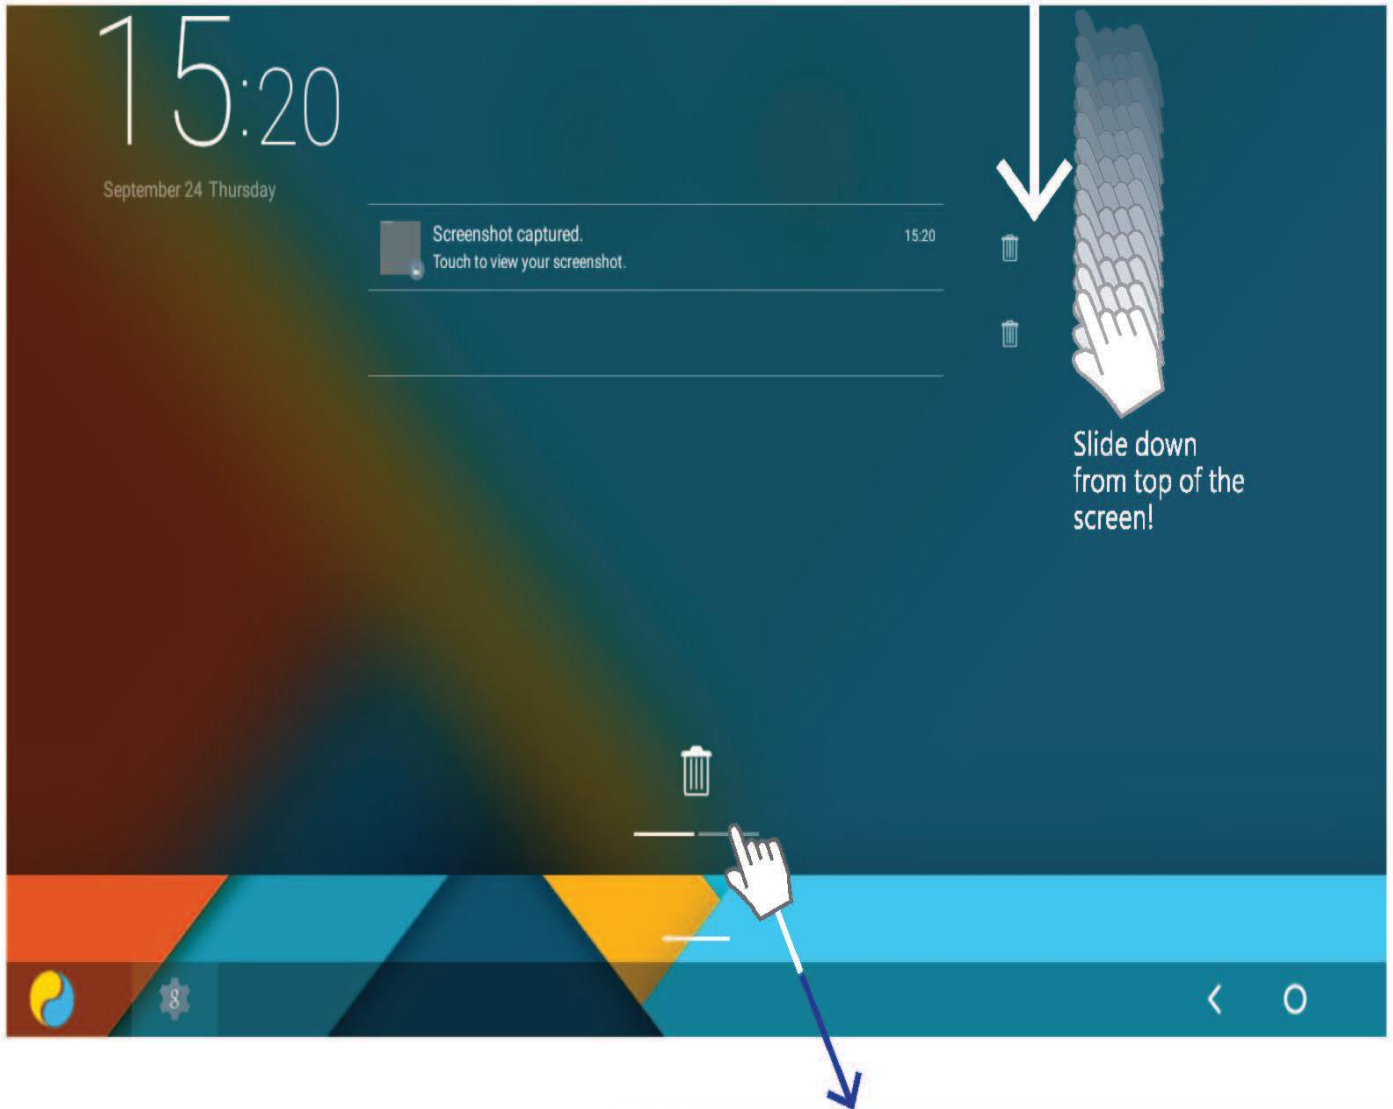 15:20
September 24 Thursday
Screenshot captured.
15:20
Touch to view your screenshot.
Slide down
from top of the
screen!
8